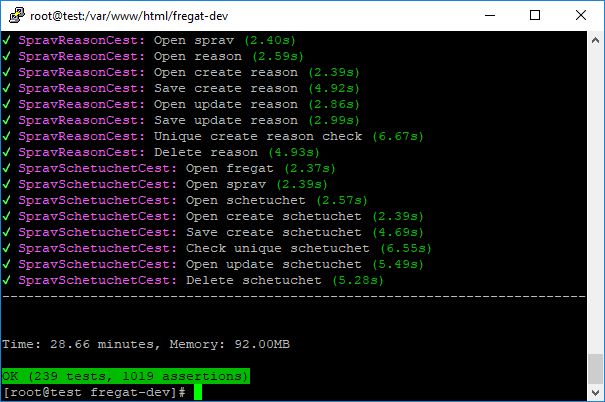 root@test:/var/www/html/fregat-dev
✓ SpravReasonCest: Open sprav (2.40s)
✓ SpravReasonCest: Open reason (2.59s)
✓ SpravReasonCest: Open create reason (2.39s)
✓ SpravReasonCest: Save create reason (4.92s)
✓ SpravReasonCest: Open update reason (2.86s)
✓ SpravReasonCest: Save update reason (2.99s)
✓ SpravReasonCest: Unique create reason check (6.67s)
✓ SpravReasonCest: Delete reason (4.93s)
✓ SpravSchetuchetCest: Open fregat (2.37s)
✓ SpravSchetuchetCest: Open sprav (2.39s)
✓ SpravSchetuchetCest: Open schetuchet (2.57s)
✓ SpravSchetuchetCest: Open create schetuchet (2.39s)
✓ SpravSchetuchetCest: Save create schetuchet (4.69s)
✓ SpravSchetuchetCest: Check unique schetuchet (6.55s)
✓ SpravSchetuchetCest: Open update schetuchet (5.49s)
✓ SpravSchetuchetCest: Delete schetuchet (5.28s)
-------------------------------------------------------------------------
Time: 28.66 minutes, Memory: 92.00MB
OK (239 tests, 1019 assertions)
[root@test fregat-dev]#